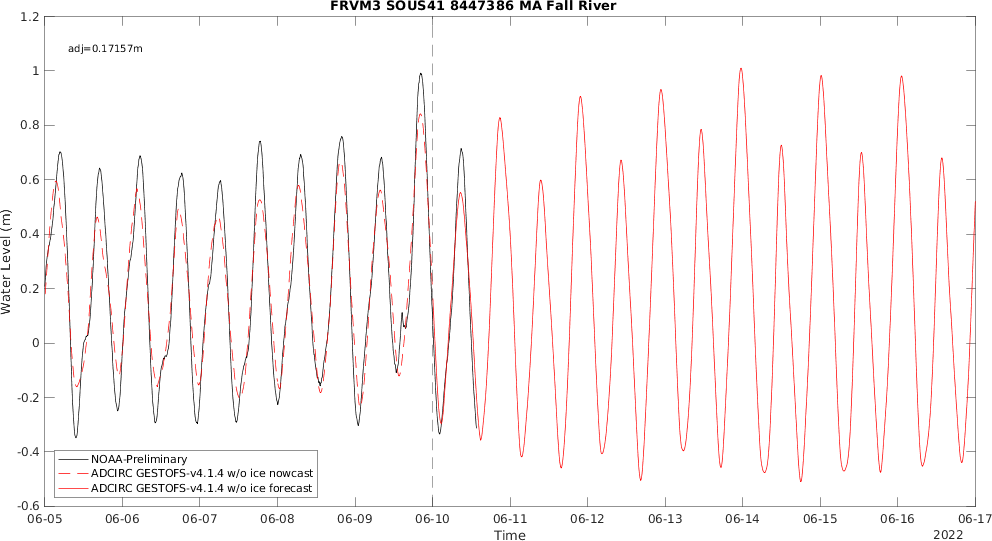 FRVM3 SOUS41 8447386 MA Fall River
adj=0.17157m
Water Level (m)
1.2
1
0.8
0.6
0.4
0.2
0
-0.2
-0.4
-0.6
NOAA-Preliminary
ADCIRC GESTOFS-v4.1.4 w/o ice nowcast
ADCIRC GESTOFS-v4.1.4 w/o ice forecast
06-05 06-06 06-07 06-08 06-09 06-10 06-11 06-12 06-13 06-14 06-15 06-16 06-17
Time
2022